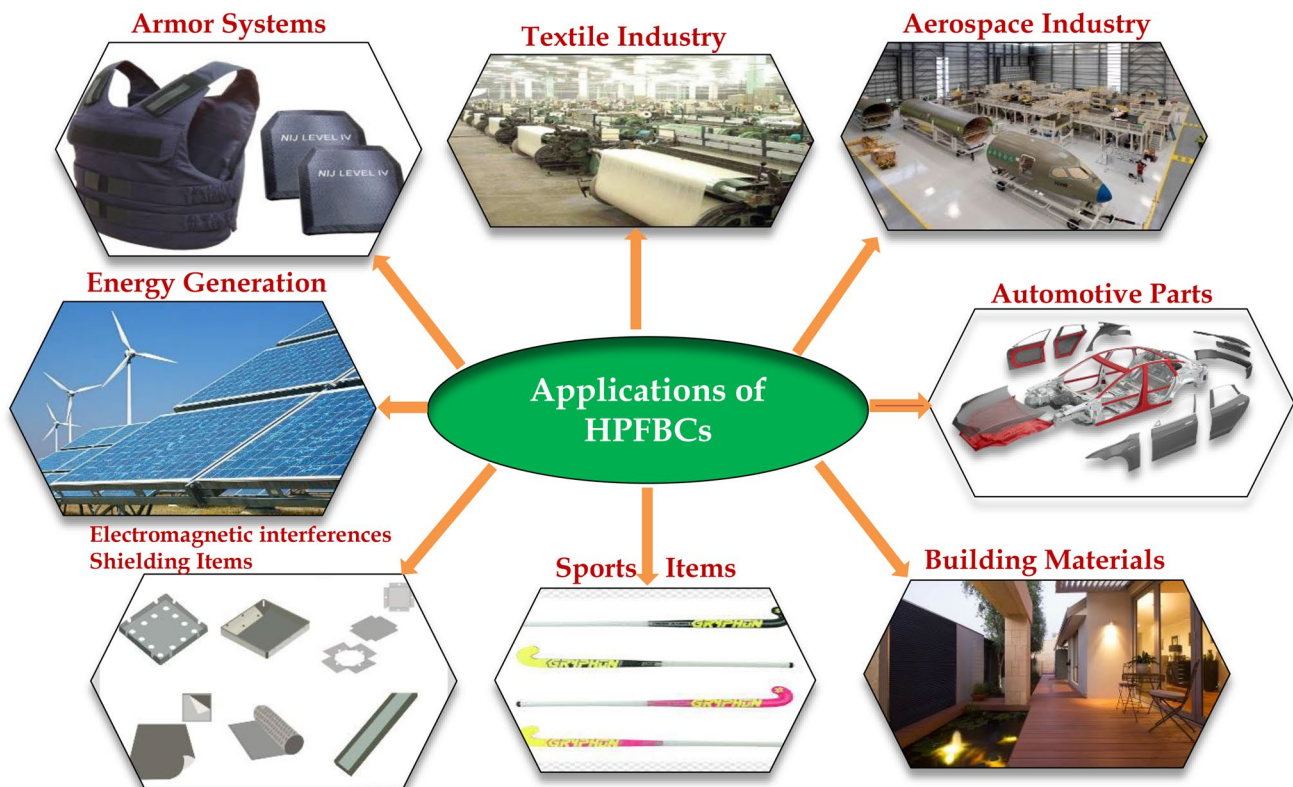 Armor Systems
Textile Industry
Aerospace Industry
NIJ LEVEL IV
NIJ LEVEL IV
Energy Generation
Automotive Parts
Applications of
HPFBCs
Electromagnetic interferences
Shielding Items
Sports Items
Building Materials
GRYPHON
GRYPHON
GRYPHON
GRYPHON